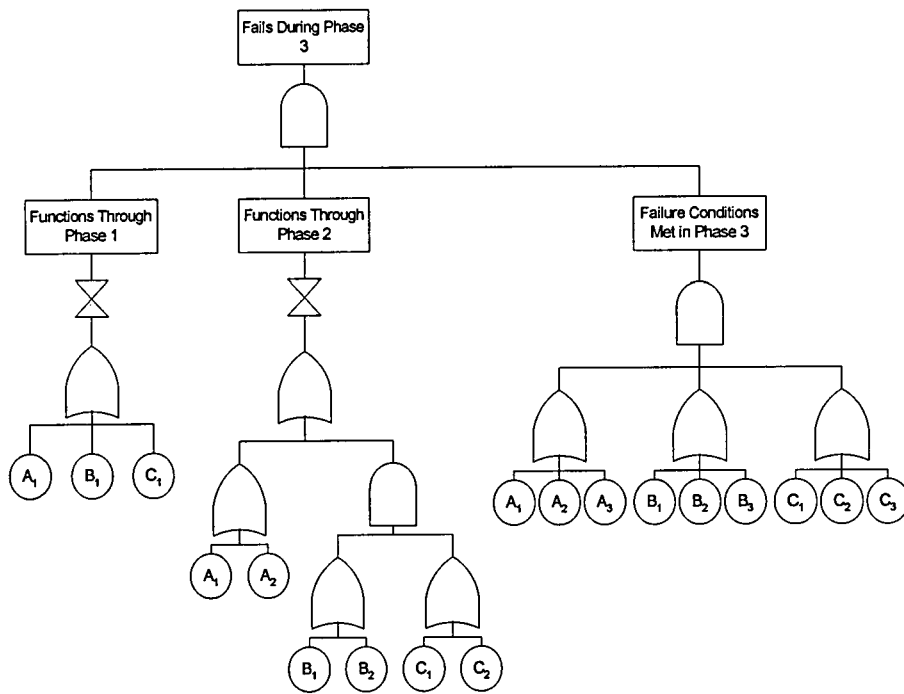 Fails During Phase
3
Functions Through
Phase 1
Functions Through
Phase 2
Failure Conditions
Met in Phase 3
A₁ B₁ C₁
A₁ A₂ A₃ B₁ B₂ B₃ C₁ C₂ C₃
A₁ A₂
B₁ B₂ C₁ C₂